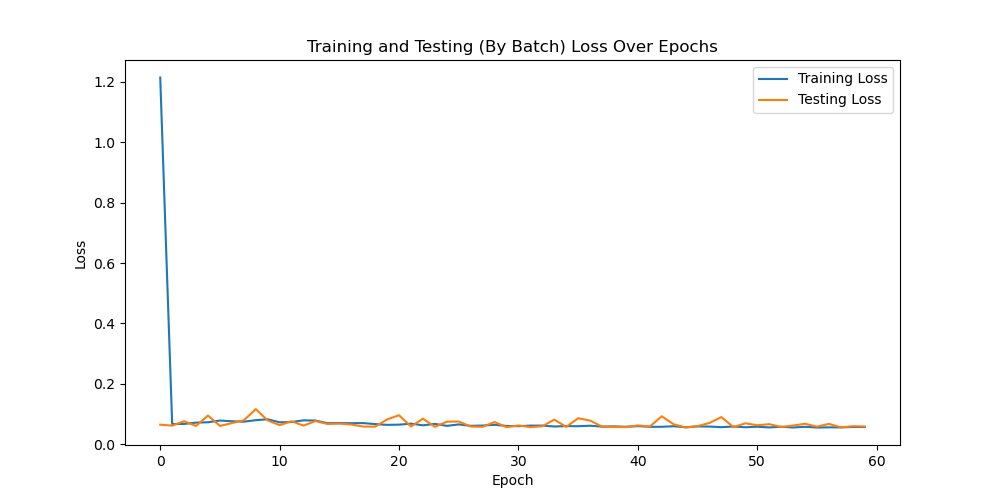 Training and Testing (By Batch) Loss Over Epochs
Training Loss
Testing Loss
1.2
1.0
0.8
0.6
0.4
0.2
0.0
Loss
0 10 20 30 40 50 60
Epoch